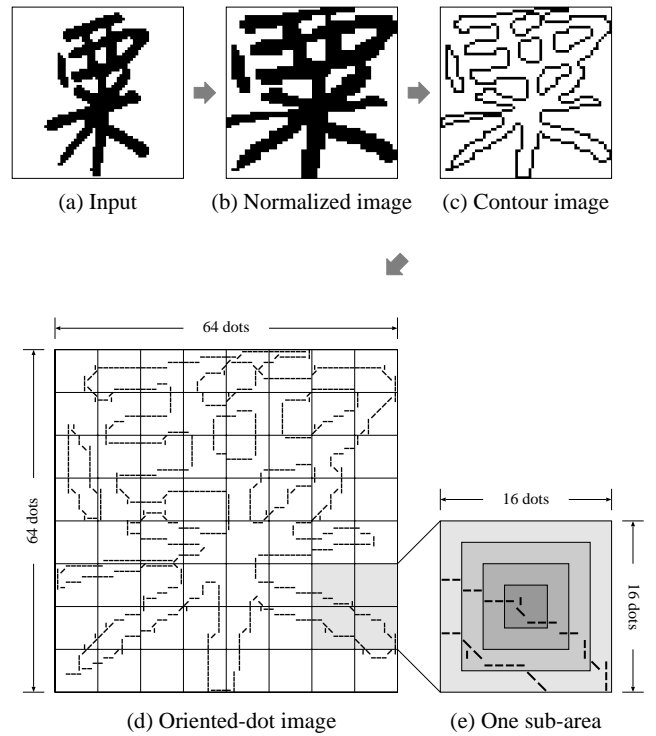 粟
(a) Input
(b) Normalized image
(c) Contour image
64 dots
64 dots
16 dots
16 dots
(d) Oriented-dot image
(e) One sub-area